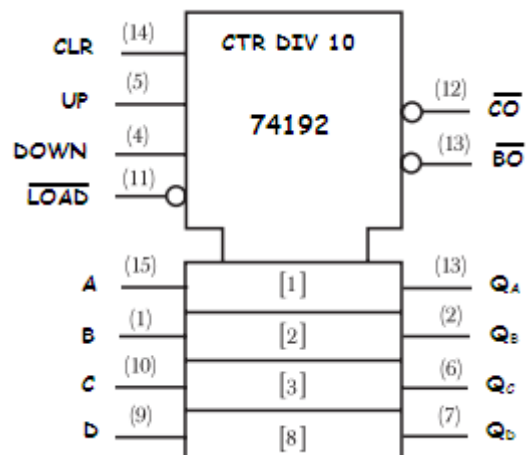 CTR DIV 10
74192
CLR (14)
UP (5)
DOWN (4)
LOAD (11)
(12) CO
(13) BO
A (15) [1] (13) QA
B (1) [2] (2) QB
C (10) [3] (6) QC
D (9) [8] (7) QD